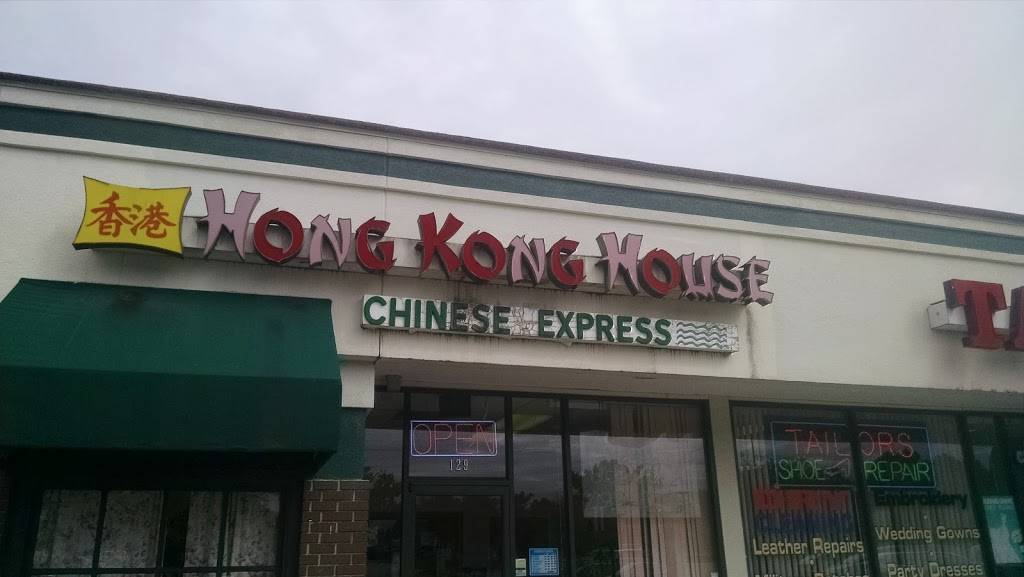 香港 HONG KONG HOUSE
CHINESE EXPRESS
OPEN
129
TAILORS
SHOE REPAIR
Embroidery
Leather Repairs
Wedding Gowns
Party Dresses